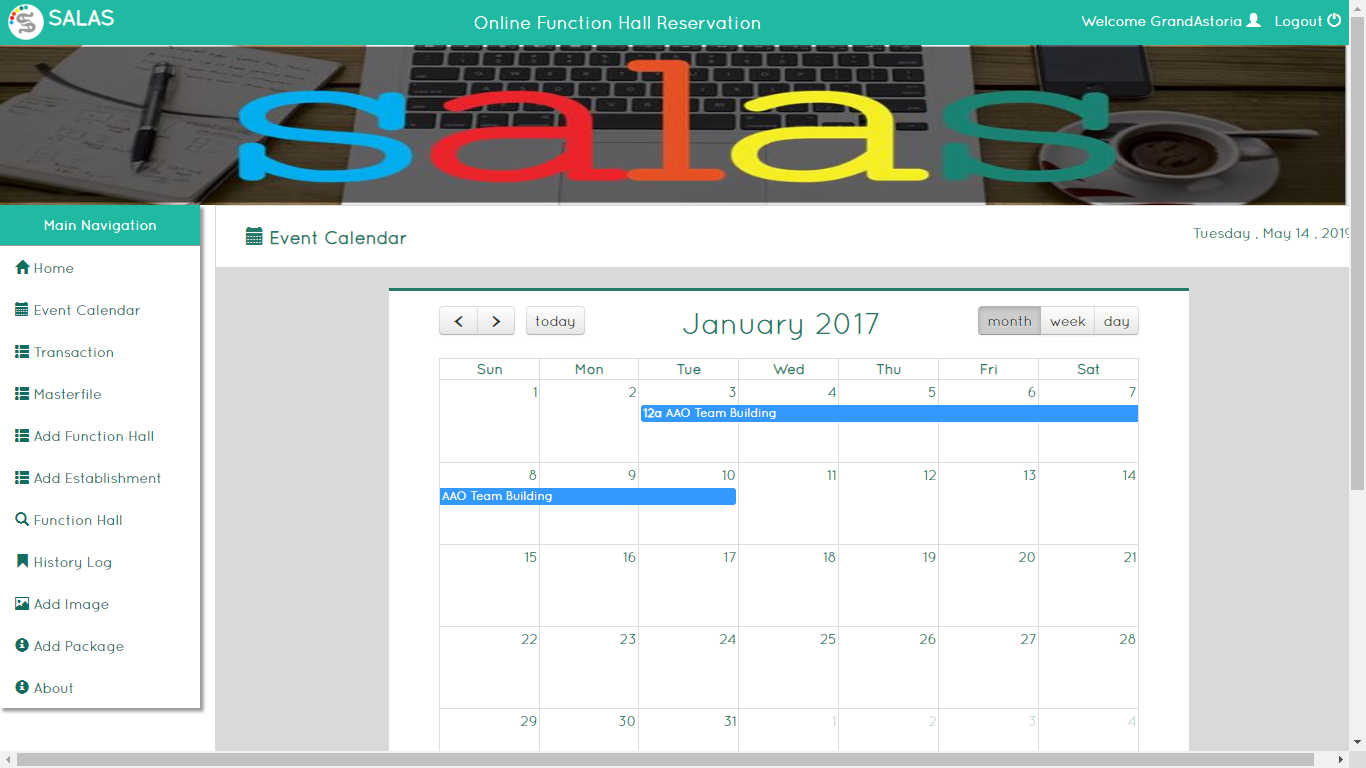 SALAS
Online Function Hall Reservation
Welcome GrandAstoria Logout
salas
Main Navigation
Home
Event Calendar
Transaction
Masterfile
Add Function Hall
Add Establishment
Function Hall
History Log
Add Image
Add Package
About
Event Calendar
Tuesday , May 14 , 2019
today
January 2017
month week day
Sun Mon Tue Wed Thu Fri Sat
1 2 3 4 5 6 7
12a AAO Team Building
8 9 10 11 12 13 14
AAO Team Building
15 16 17 18 19 20 21
22 23 24 25 26 27 28
29 30 31 1 2 3 4